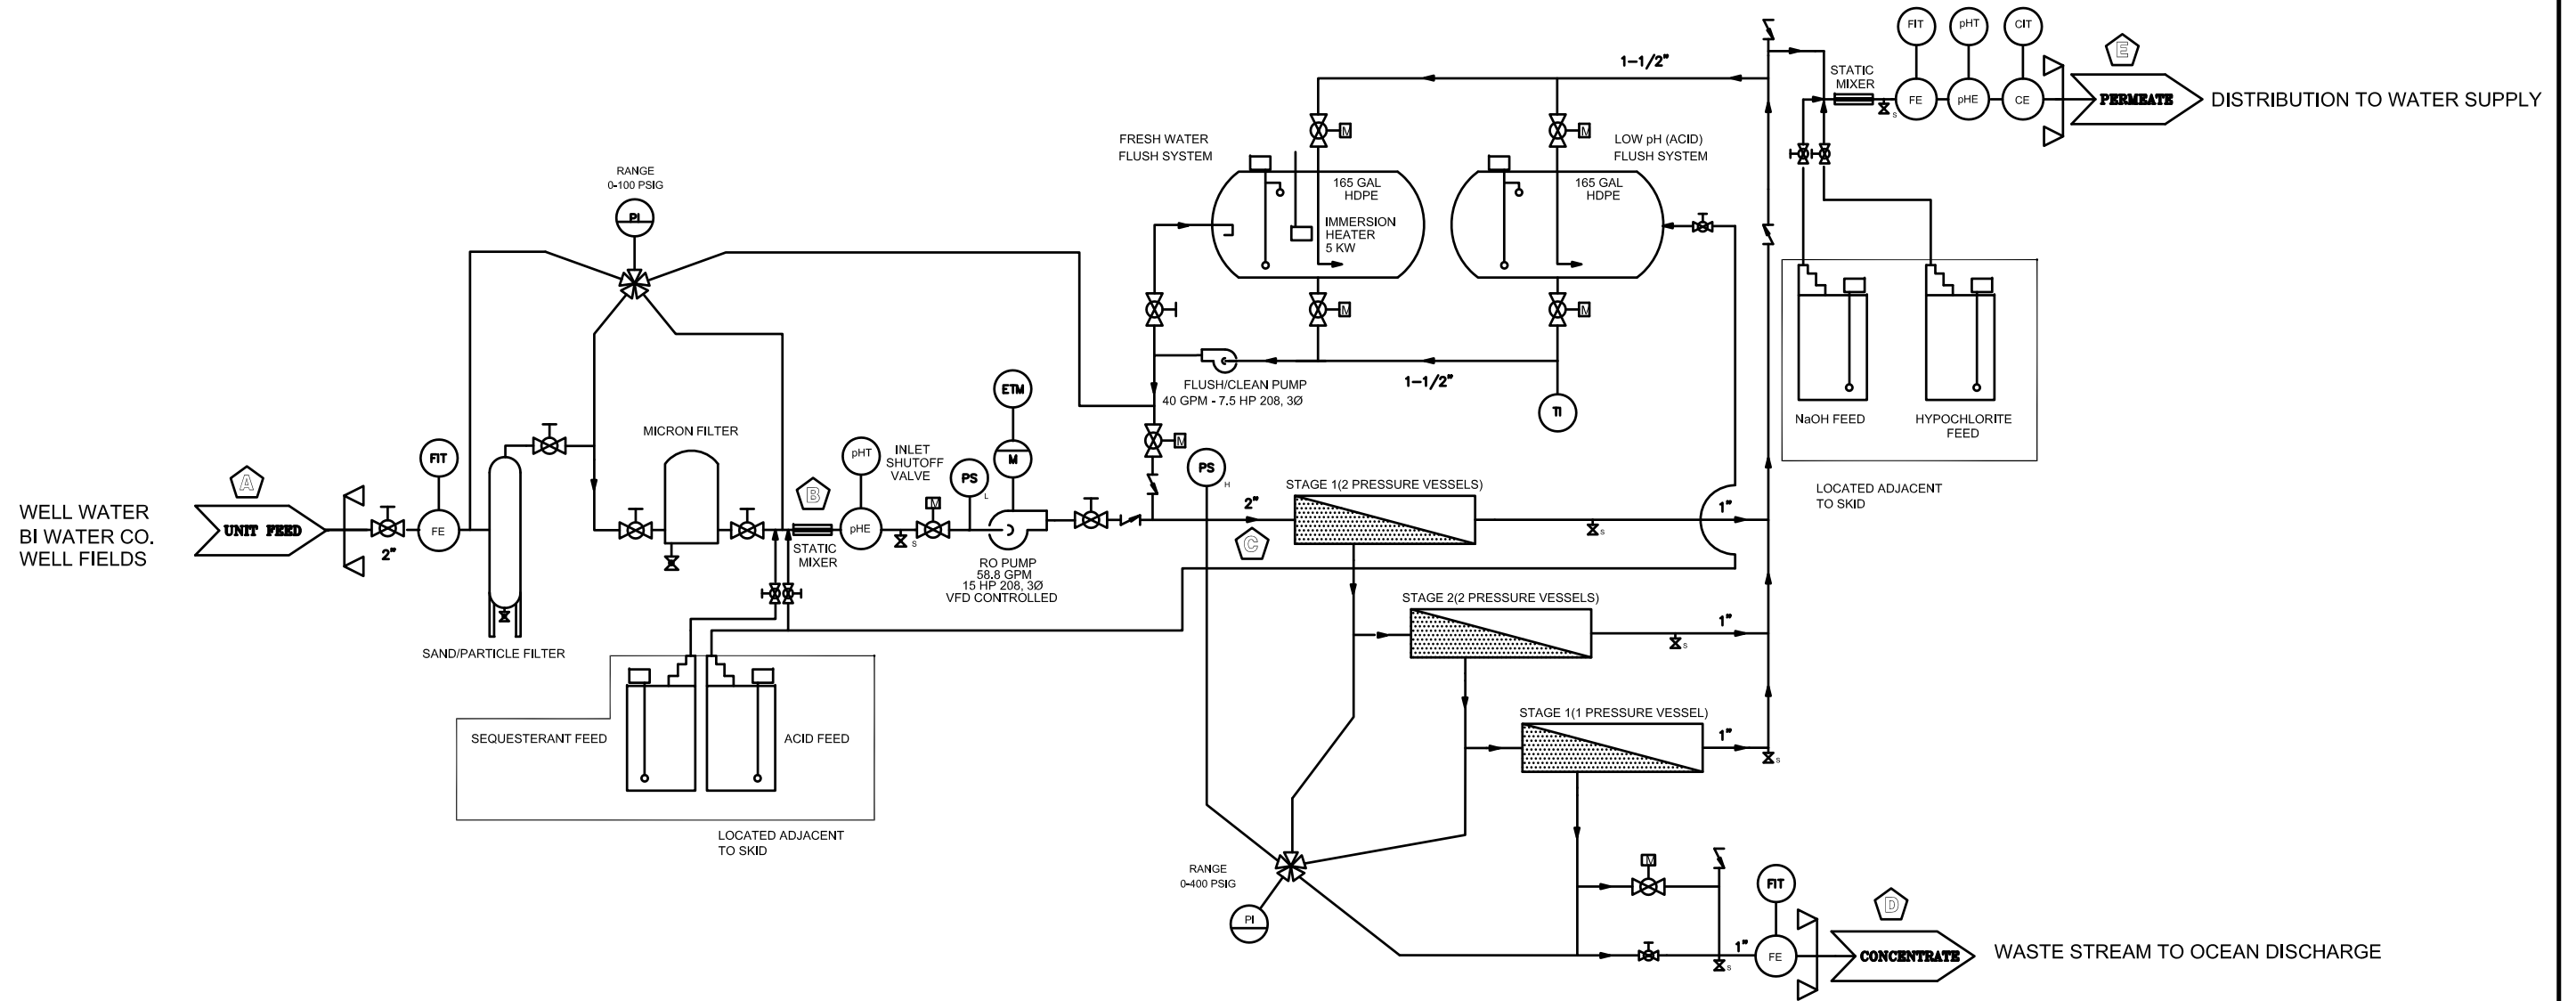 WELL WATER
BI WATER CO.
WELL FIELDS
A
UNIT FEED
2"
FIT
FE
SAND/PARTICLE FILTER
RANGE
0-100 PSIG
PI
MICRON FILTER
B
STATIC
MIXER
pHT
pHE
S
INLET
SHUTOFF
VALVE
M
PS
L
ETM
M
RO PUMP
58.8 GPM
15 HP 208, 3Ø
VFD CONTROLLED
SEQUESTERANT FEED
ACID FEED
LOCATED ADJACENT
TO SKID
FRESH WATER
FLUSH SYSTEM
M
165 GAL
HDPE
IMMERSION
HEATER
5 KW
M
1-1/2"
M
LOW pH (ACID)
FLUSH SYSTEM
165 GAL
HDPE
M
FLUSH/CLEAN PUMP
40 GPM - 7.5 HP 208, 3Ø
1-1/2"
TI
M
PS
H
2"
C
STAGE 1(2 PRESSURE VESSELS)
S
1"
STAGE 2(2 PRESSURE VESSELS)
S
1"
STAGE 1(1 PRESSURE VESSEL)
1"
S
RANGE
0-400 PSIG
PI
M
1"
S
FIT
FE
D
CONCENTRATE
WASTE STREAM TO OCEAN DISCHARGE
STATIC
MIXER
S
FIT
pHT
CIT
FE
pHE
CE
E
PERMEATE
DISTRIBUTION TO WATER SUPPLY
NaOH FEED
HYPOCHLORITE
FEED
LOCATED ADJACENT
TO SKID